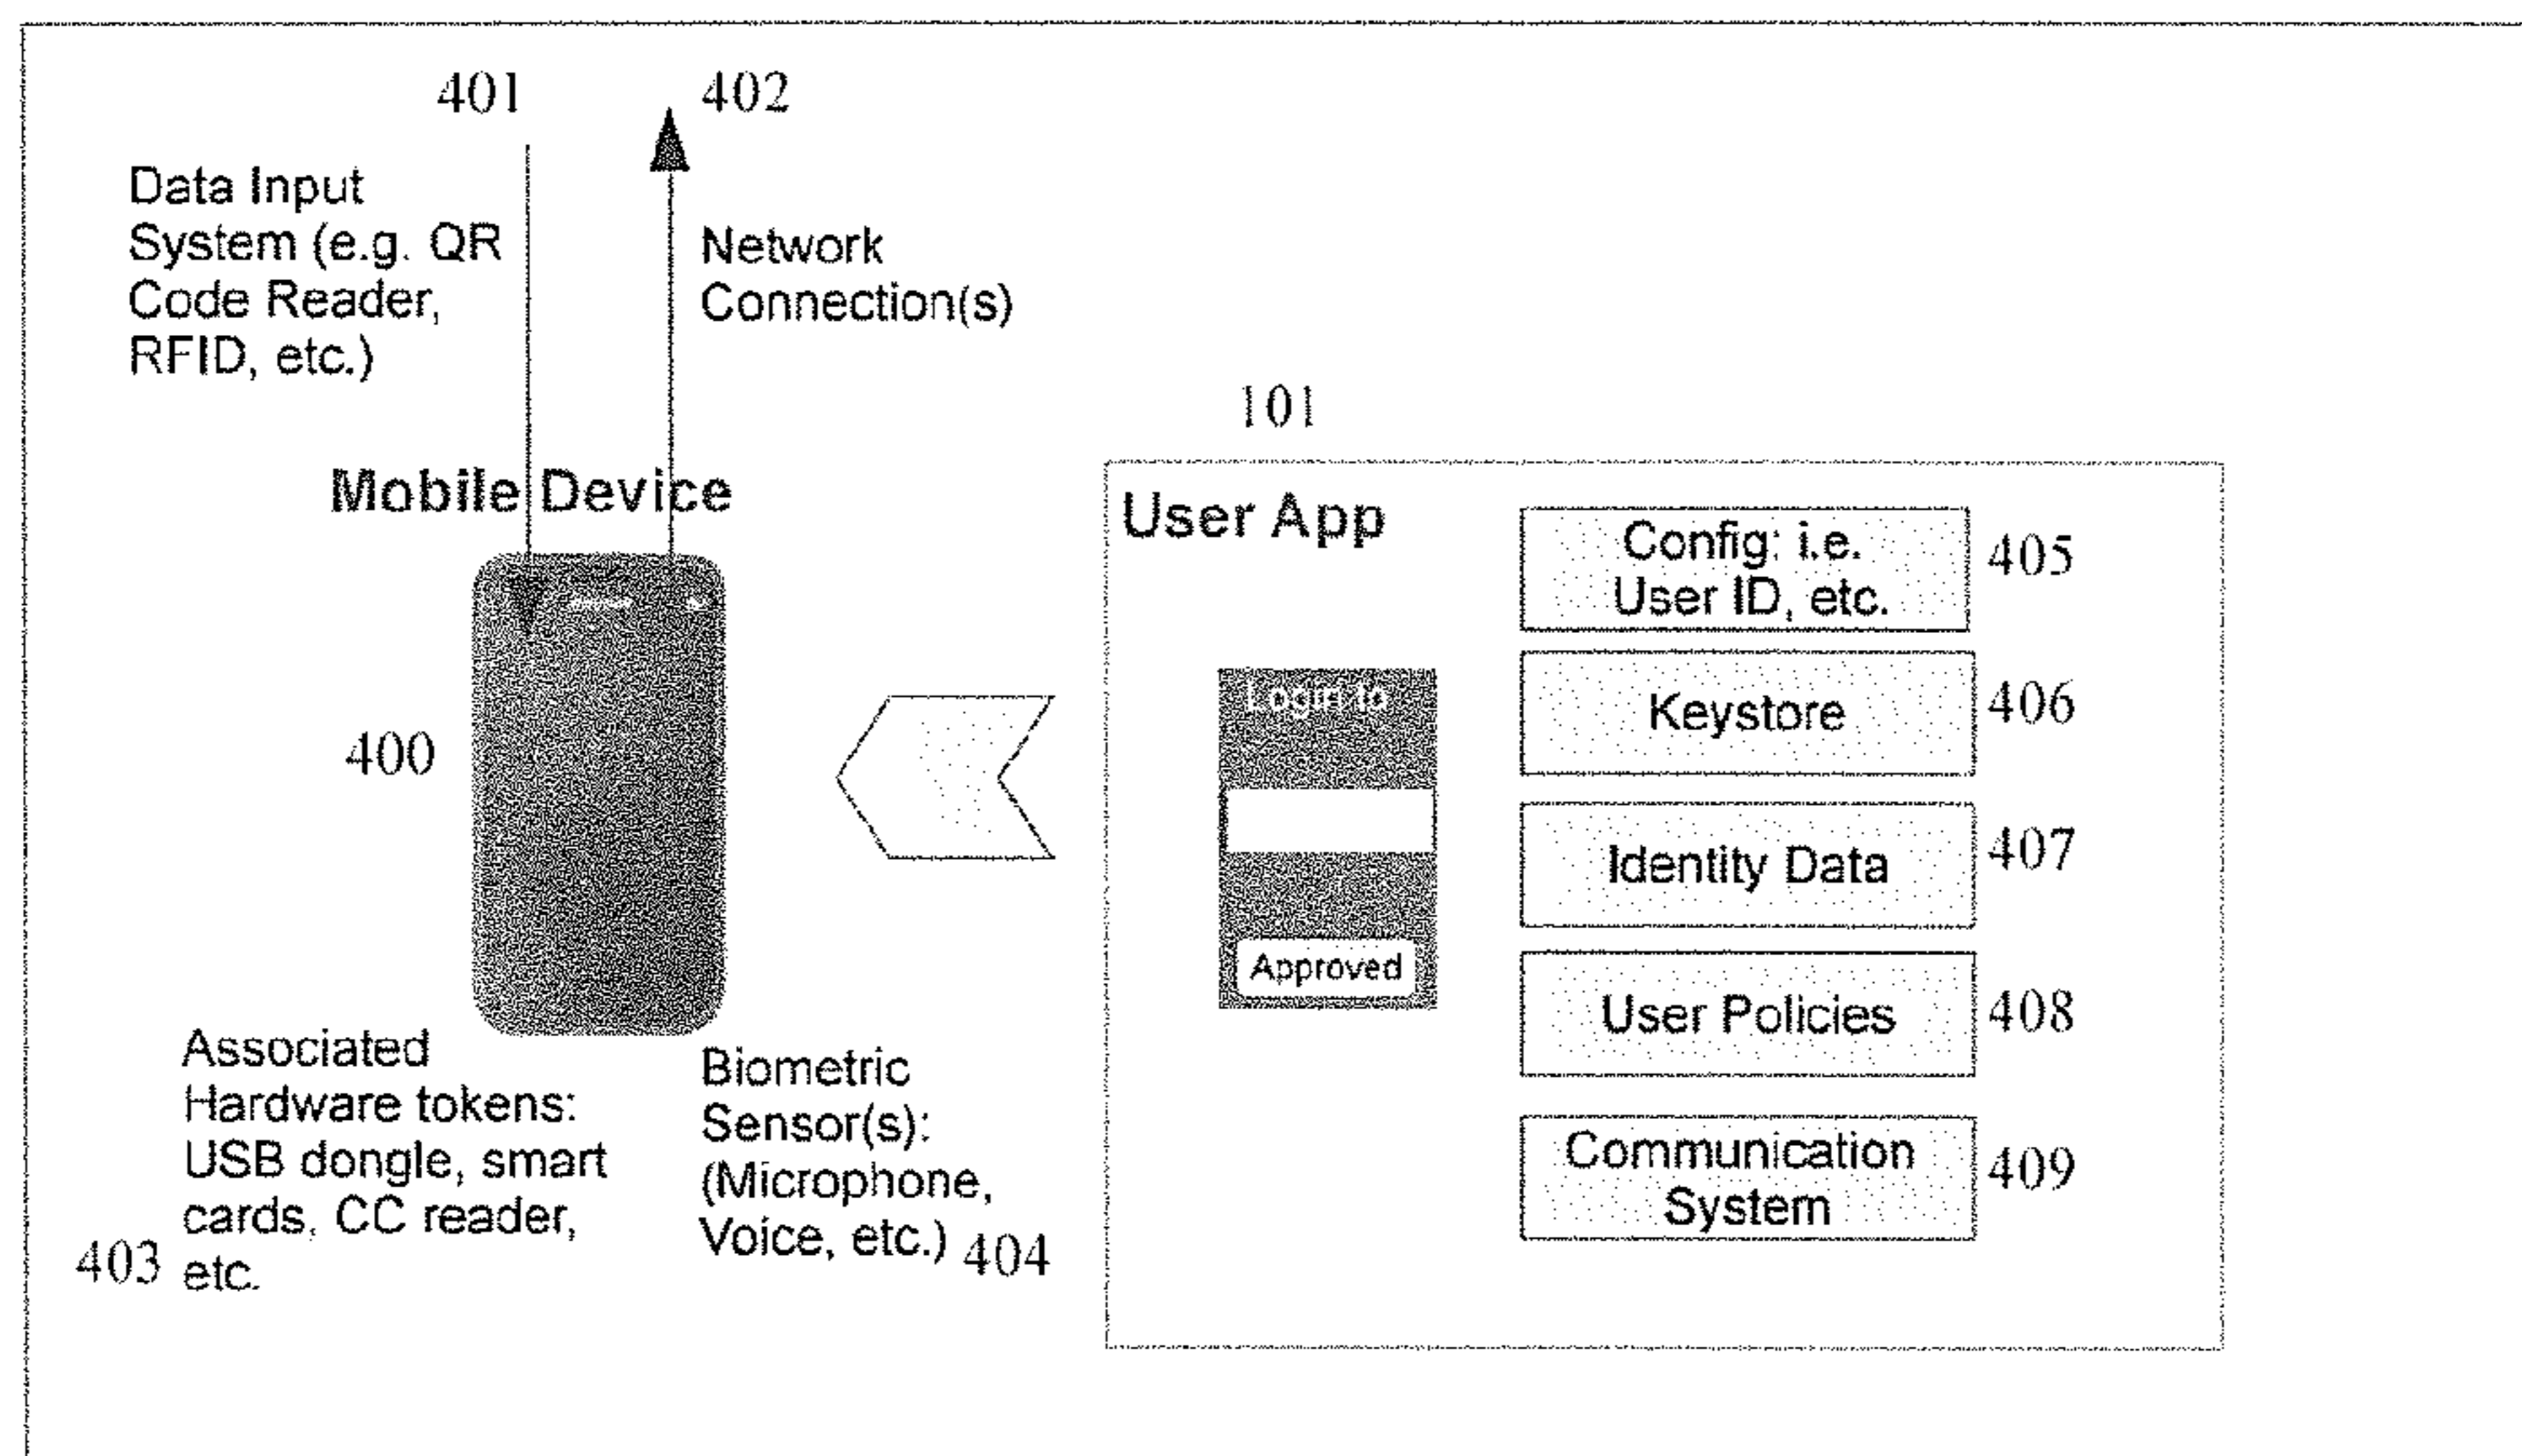 401
402
Data Input
System (e.g. QR
Code Reader,
RFID, etc.)
Network
Connection(s)
Mobile Device
400
Associated
Hardware tokens:
USB dongle, smart
cards, CC reader,
etc.
403
Biometric
Sensor(s):
(Microphone,
Voice, etc.)
404
101
User App
Login to
Approved
Config: i.e.
User ID, etc.
405
Keystore
406
Identity Data
407
User Policies
408
Communication
System
409